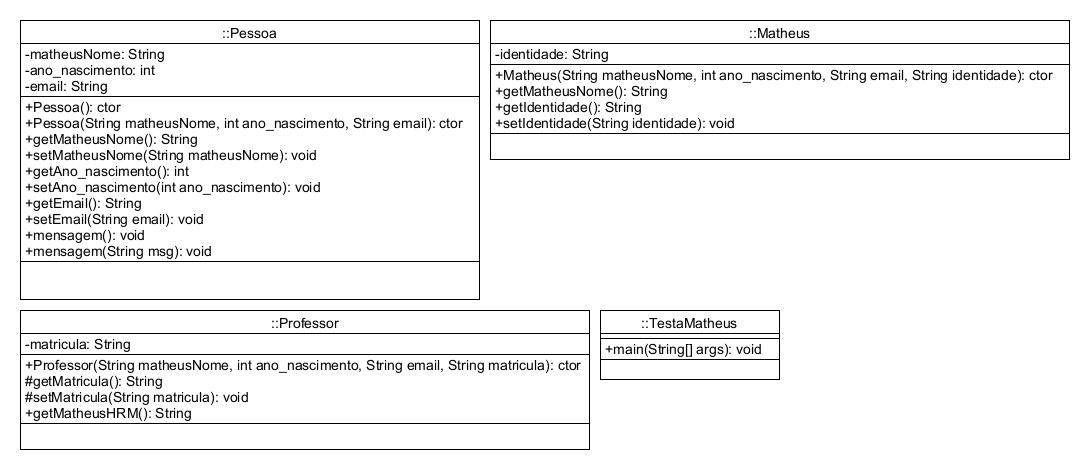 ::Pessoa
-matheusNome: String
-ano_nascimento: int
-email: String
+Pessoa(): ctor
+Pessoa(String matheusNome, int ano_nascimento, String email): ctor
+getMatheusNome(): String
+setMatheusNome(String matheusNome): void
+getAno_nascimento(): int
+setAno_nascimento(int ano_nascimento): void
+getEmail(): String
+setEmail(String email): void
+mensagem(): void
+mensagem(String msg): void
::Matheus
-identidade: String
+Matheus(String matheusNome, int ano_nascimento, String email, String identidade): ctor
+getMatheusNome(): String
+getIdentidade(): String
+setIdentidade(String identidade): void
::Professor
-matricula: String
+Professor(String matheusNome, int ano_nascimento, String email, String matricula): ctor
#getMatricula(): String
#setMatricula(String matricula): void
+getMatheusHRM(): String
::TestaMatheus
+main(String[] args): void